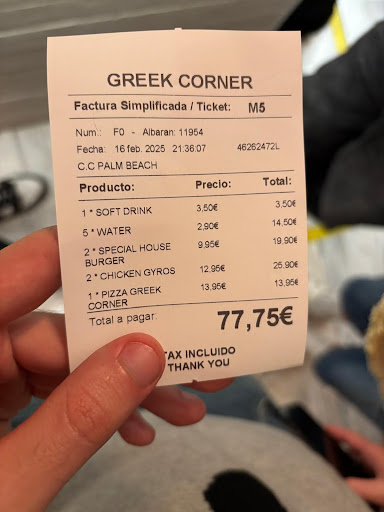 GREEK CORNER
Factura Simplificada / Ticket: M5
Num.: F0 - Albaran: 11954
Fecha: 16 feb. 2025 21:36:07 46262472L
C.C PALM BEACH
Producto: Precio: Total:
1 * SOFT DRINK 3,50€ 3,50€
5 * WATER 2,90€ 14,50€
2 * SPECIAL HOUSE BURGER 9,95€ 19,90€
2 * CHICKEN GYROS 12,95€ 25,90€
1 * PIZZA GREEK CORNER 13,95€ 13,95€
Total a pagar: 77,75€
TAX INCLUIDO
THANK YOU